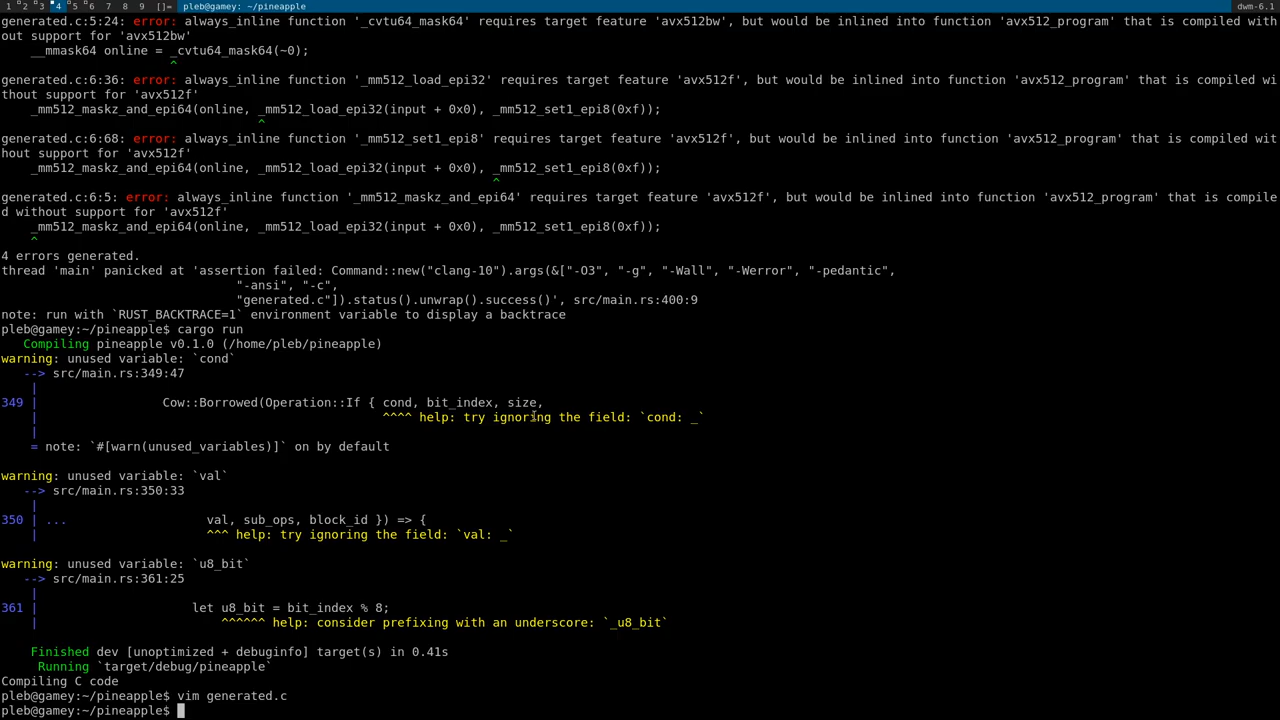 1 2 3 4 5 6 7 8 9 []= pleb@gamey: ~/pineapple dwm-6.1
generated.c:5:24: error: always_inline function '_cvtu64_mask64' requires target feature 'avx512bw', but would be inlined into function 'avx512_program' that is compiled with
out support for 'avx512bw'
    __mmask64 online = _cvtu64_mask64(~0);
                       ^
generated.c:6:36: error: always_inline function '_mm512_load_epi32' requires target feature 'avx512f', but would be inlined into function 'avx512_program' that is compiled wi
thout support for 'avx512f'
    _mm512_maskz_and_epi64(online, _mm512_load_epi32(input + 0x0), _mm512_set1_epi8(0xf));
                                   ^
generated.c:6:68: error: always_inline function '_mm512_set1_epi8' requires target feature 'avx512f', but would be inlined into function 'avx512_program' that is compiled wit
hout support for 'avx512f'
    _mm512_maskz_and_epi64(online, _mm512_load_epi32(input + 0x0), _mm512_set1_epi8(0xf));
                                                                   ^
generated.c:6:5: error: always_inline function '_mm512_maskz_and_epi64' requires target feature 'avx512f', but would be inlined into function 'avx512_program' that is compile
d without support for 'avx512f'
    _mm512_maskz_and_epi64(online, _mm512_load_epi32(input + 0x0), _mm512_set1_epi8(0xf));
    ^
4 errors generated.
thread 'main' panicked at 'assertion failed: Command::new("clang-10").args(&["-O3", "-g", "-Wall", "-Werror", "-pedantic",
                                "-ansi", "-c",
                                "generated.c"]).status().unwrap().success()', src/main.rs:400:9
note: run with `RUST_BACKTRACE=1` environment variable to display a backtrace
pleb@gamey:~/pineapple$ cargo run
   Compiling pineapple v0.1.0 (/home/pleb/pineapple)
warning: unused variable: `cond`
   --> src/main.rs:349:47
    |
349 |                 Cow::Borrowed(Operation::If { cond, bit_index, size,
    |                                               ^^^^ help: try ignoring the field: `cond: _`
    |
    = note: `#[warn(unused_variables)]` on by default

warning: unused variable: `val`
   --> src/main.rs:350:33
    |
350 | ...                   val, sub_ops, block_id }) => {
    |                       ^^^ help: try ignoring the field: `val: _`

warning: unused variable: `u8_bit`
   --> src/main.rs:361:25
    |
361 |                     let u8_bit = bit_index % 8;
    |                         ^^^^^^ help: consider prefixing with an underscore: `_u8_bit`

    Finished dev [unoptimized + debuginfo] target(s) in 0.41s
     Running `target/debug/pineapple`
Compiling C code
pleb@gamey:~/pineapple$ vim generated.c
pleb@gamey:~/pineapple$